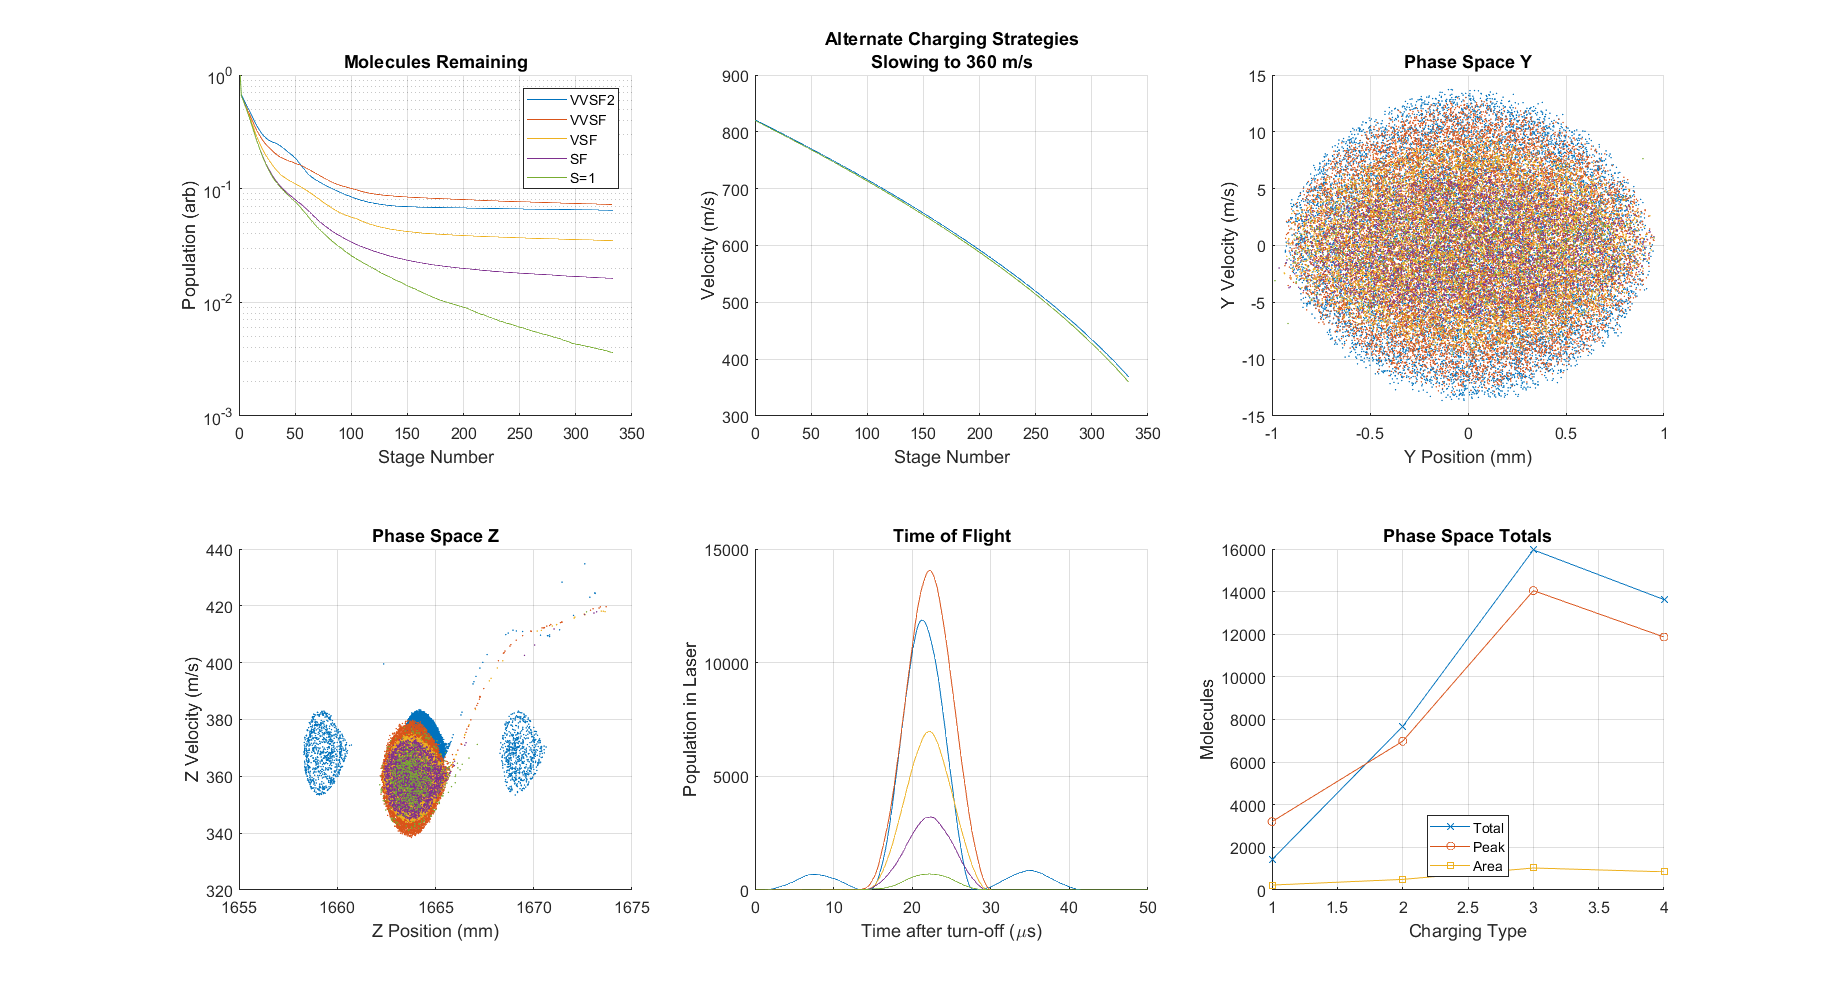 Molecules Remaining
10^0
10^-1
10^-2
10^-3
Population (arb)
VVSF2
VVSF
VSF
SF
S=1
0 50 100 150 200 250 300 350
Stage Number
Alternate Charging Strategies
Slowing to 360 m/s
900
800
700
600
500
400
300
Velocity (m/s)
0 50 100 150 200 250 300 350
Stage Number
Phase Space Y
15
10
5
0
-5
-10
-15
Y Velocity (m/s)
-1 -0.5 0 0.5 1
Y Position (mm)
Phase Space Z
440
420
400
380
360
340
320
Z Velocity (m/s)
1655 1660 1665 1670 1675
Z Position (mm)
Time of Flight
15000
10000
5000
0
Population in Laser
0 10 20 30 40 50
Time after turn-off (μs)
Phase Space Totals
16000
14000
12000
10000
8000
6000
4000
2000
0
Molecules
Total
Peak
Area
1 1.5 2 2.5 3 3.5 4
Charging Type